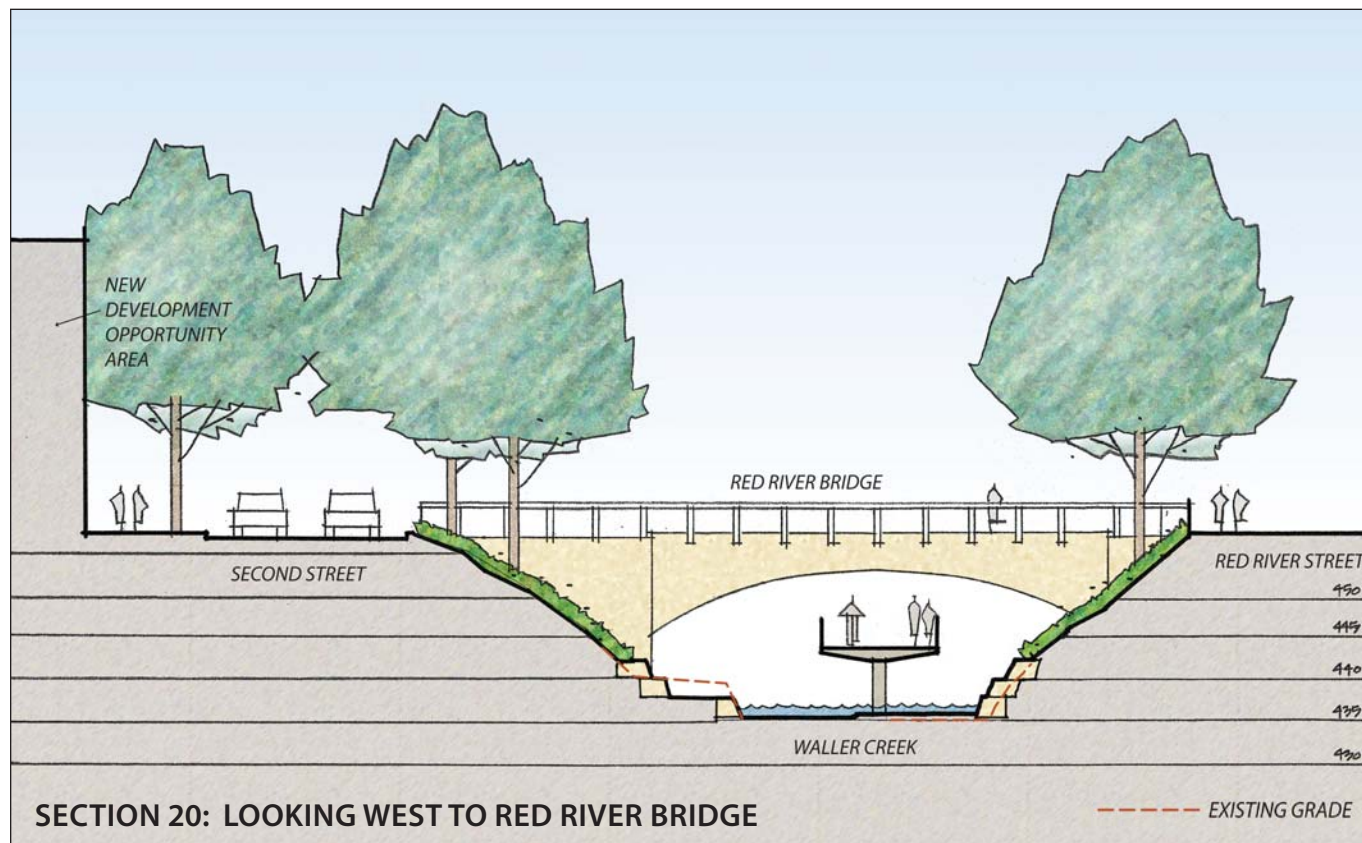 NEW
DEVELOPMENT
OPPORTUNITY
AREA
RED RIVER BRIDGE
SECOND STREET
RED RIVER STREET
450
445
440
435
430
WALLER CREEK
SECTION 20: LOOKING WEST TO RED RIVER BRIDGE
EXISTING GRADE